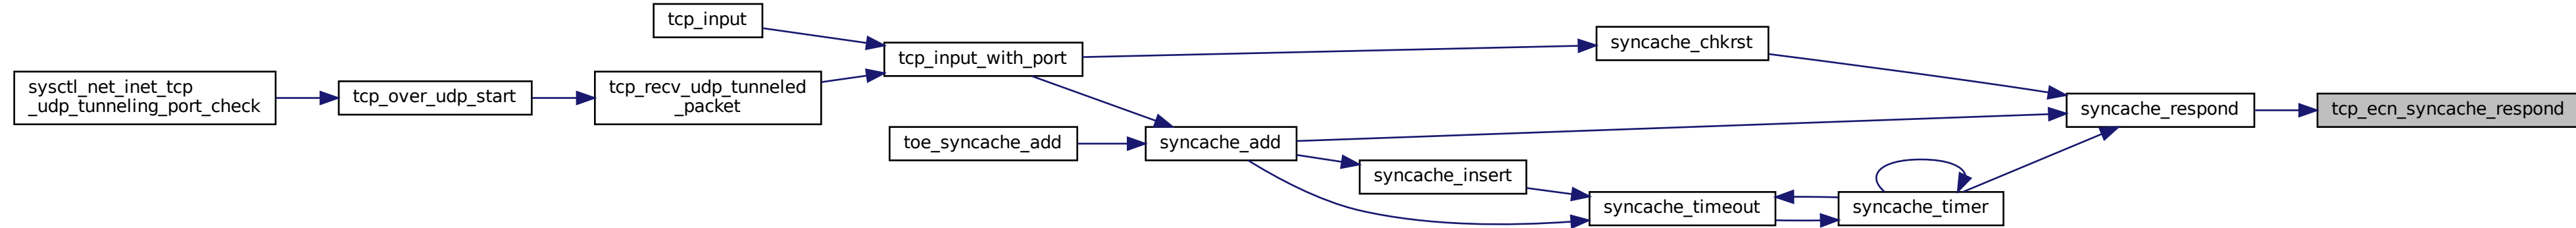 tcp_input
sysctl_net_inet_tcp
_udp_tunneling_port_check
tcp_over_udp_start
tcp_recv_udp_tunneled
_packet
tcp_input_with_port
toe_syncache_add
syncache_add
syncache_insert
syncache_chkrst
syncache_timeout
syncache_timer
syncache_respond
tcp_ecn_syncache_respond